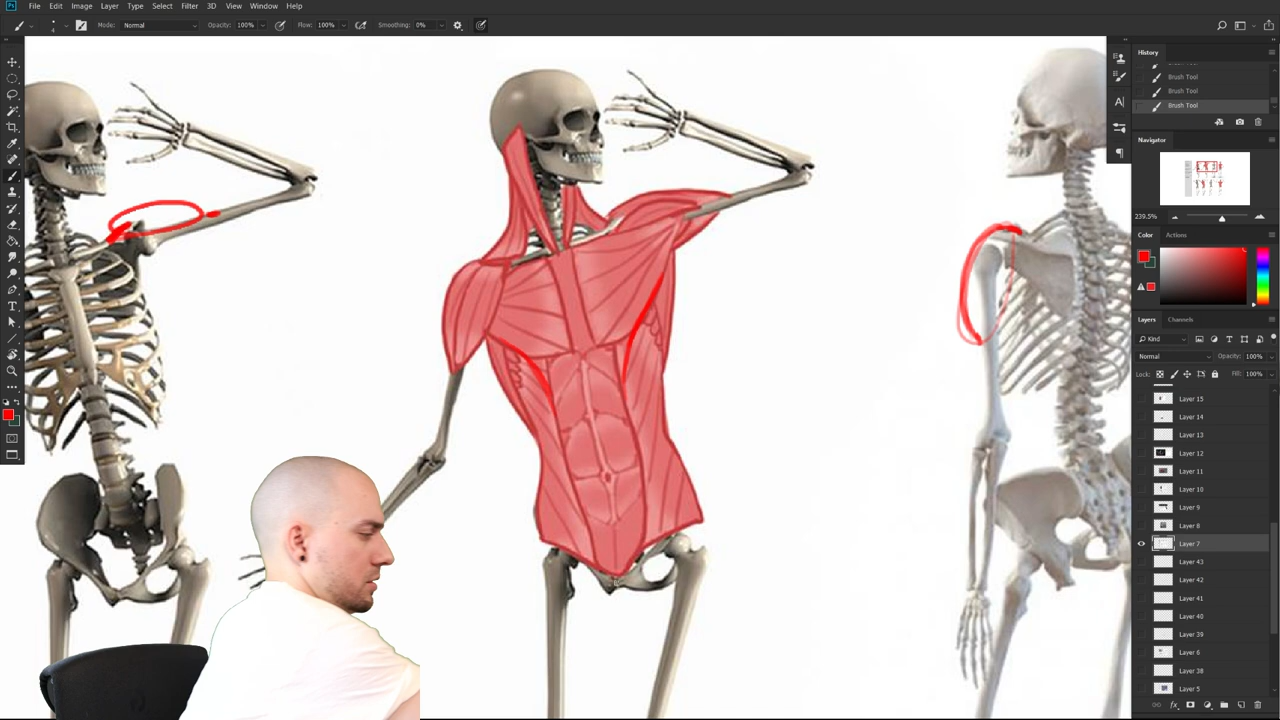 Ps File Edit Image Layer Type Select Filter 3D View Window Help
Mode: Normal Opacity: 100% Flow: 100% Smoothing: 0%
History
Brush Tool
Brush Tool
Brush Tool
Navigator
239.5%
Color Actions
Layers Channels
Kind
Normal Opacity: 100%
Lock: Fill: 100%
Layer 15
Layer 14
Layer 13
Layer 12
Layer 11
Layer 10
Layer 9
Layer 8
Layer 7
Layer 43
Layer 42
Layer 41
Layer 40
Layer 39
Layer 6
Layer 38
Layer 5